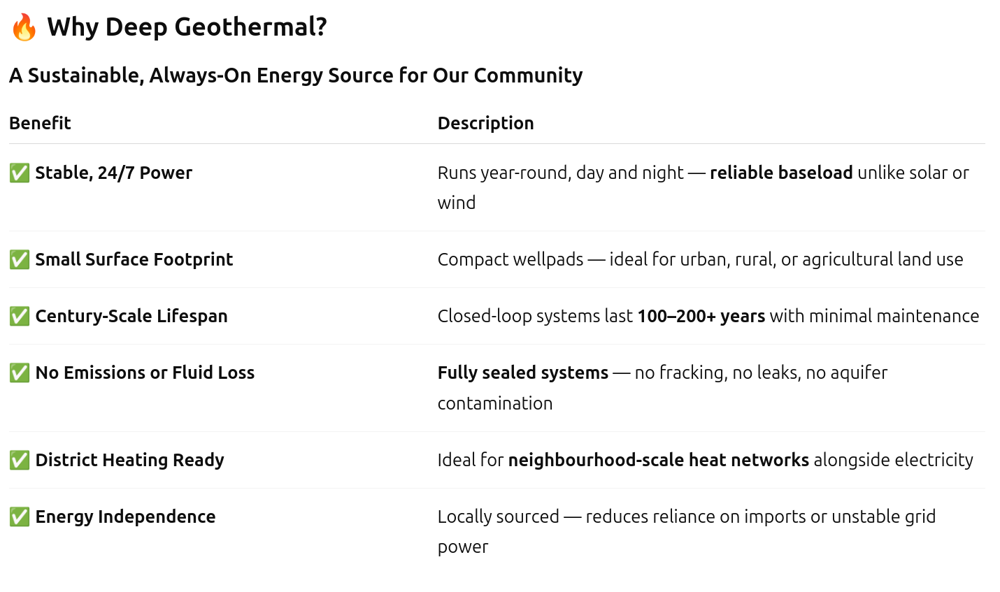 🔥 Why Deep Geothermal?
A Sustainable, Always-On Energy Source for Our Community
Benefit Description
✅ Stable, 24/7 Power Runs year-round, day and night — reliable baseload unlike solar or
wind
✅ Small Surface Footprint Compact wellpads — ideal for urban, rural, or agricultural land use
✅ Century-Scale Lifespan Closed-loop systems last 100–200+ years with minimal maintenance
✅ No Emissions or Fluid Loss Fully sealed systems — no fracking, no leaks, no aquifer
contamination
✅ District Heating Ready Ideal for neighbourhood-scale heat networks alongside electricity
✅ Energy Independence Locally sourced — reduces reliance on imports or unstable grid
power